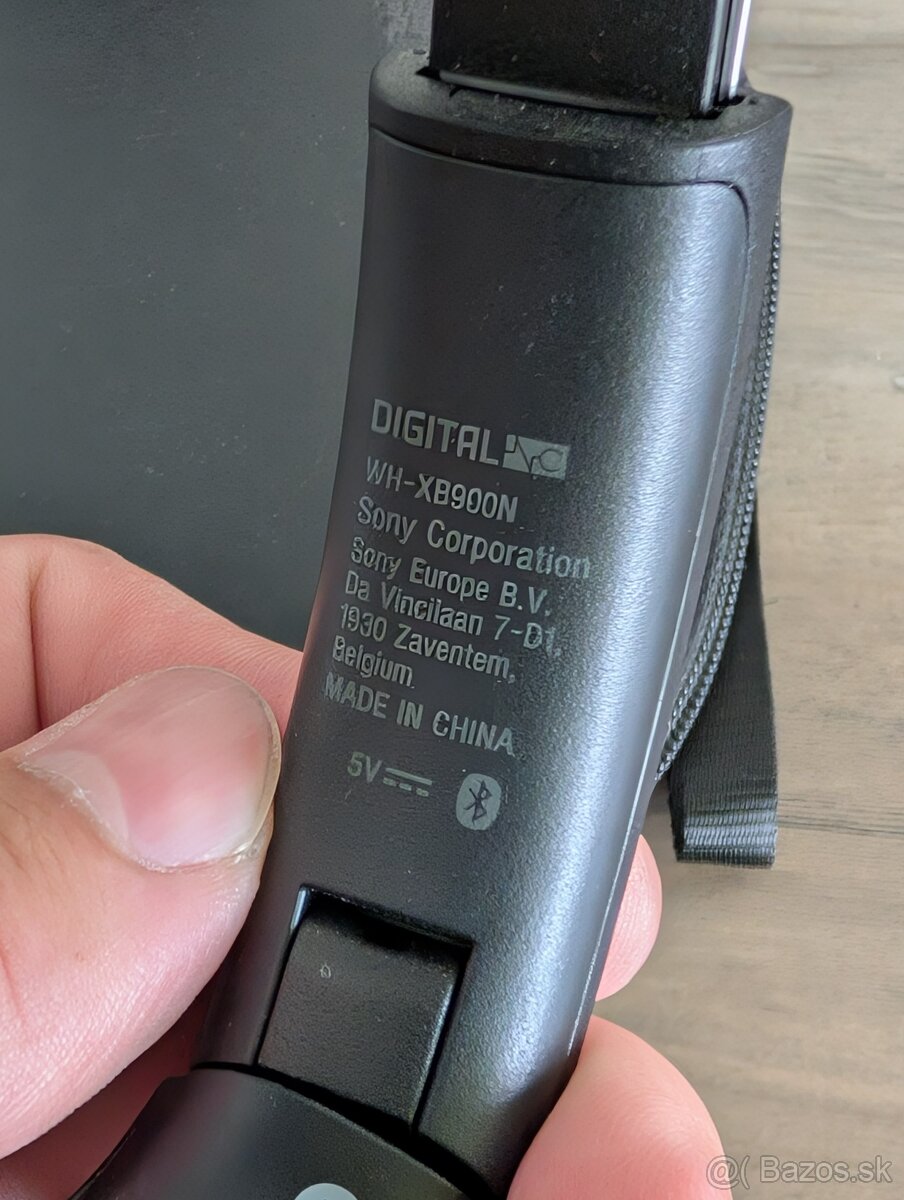 DIGITAL NC
WH-XB900N
Sony Corporation
Sony Europe B.V.
Da Vincilaan 7-D1,
1930 Zaventem,
Belgium
MADE IN CHINA
5V
Bazos.sk